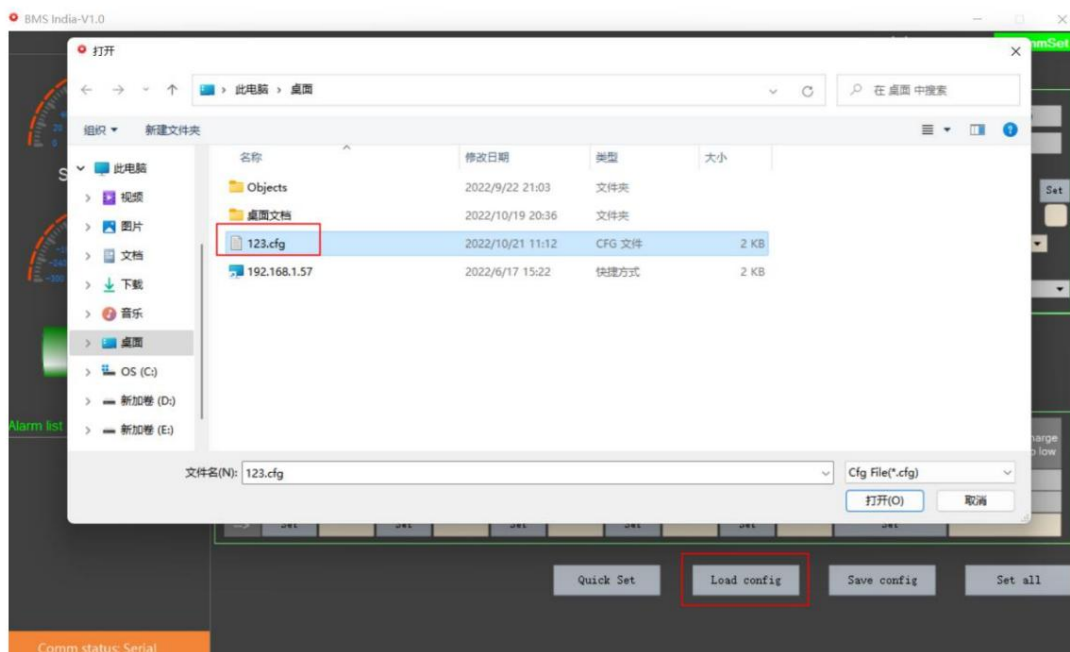 BMS India-V1.0
打开
此电脑 > 桌面
在 桌面 中搜索
组织
新建文件夹
名称 修改日期 类型 大小
此电脑
视频
图片
文档
下载
音乐
桌面
OS (C:)
新加卷 (D:)
新加卷 (E:)
Objects 2022/9/22 21:03 文件夹
桌面文档 2022/10/19 20:36 文件夹
123.cfg 2022/10/21 11:12 CFG 文件 2 KB
192.168.1.57 2022/6/17 15:22 快捷方式 2 KB
文件名(N): 123.cfg
Cfg File(*.cfg)
打开(O) 取消
Set
Alarm list
Quick Set
Load config
Save config
Set all
Comm status: Serial